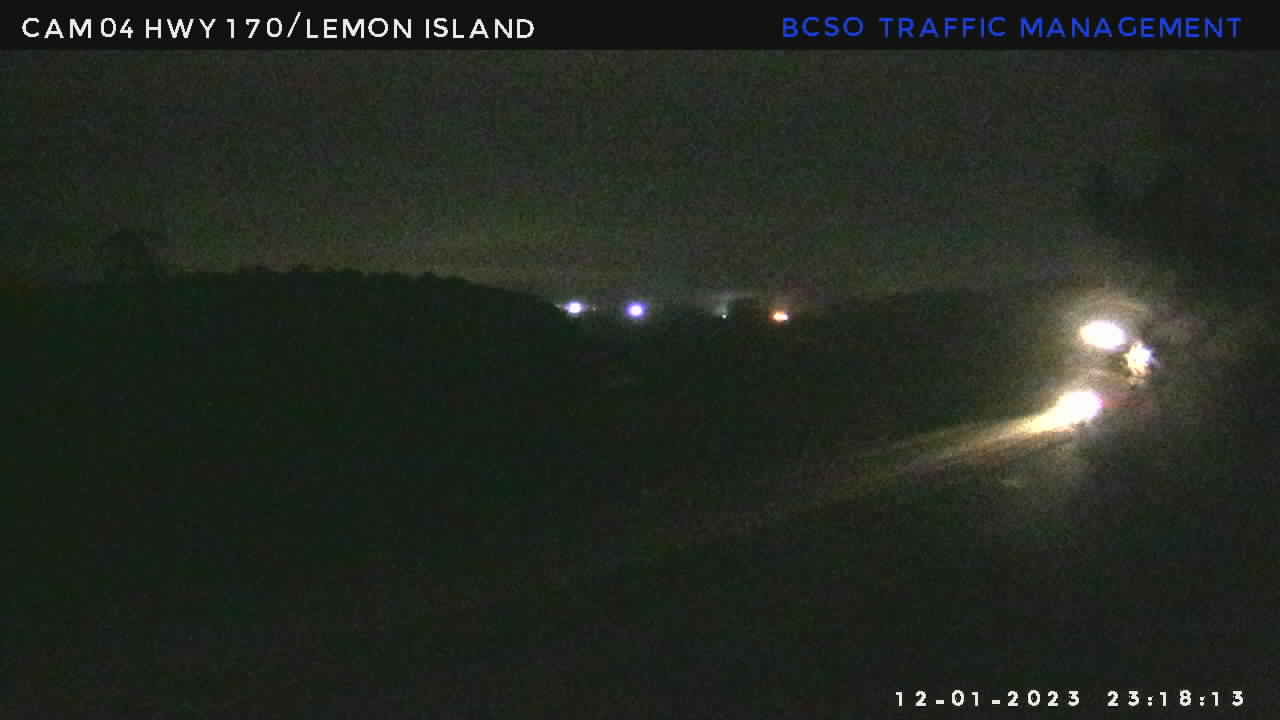 CAM 04 HWY 170/LEMON ISLAND
BCSO TRAFFIC MANAGEMENT
12-01-2023 23:18:13